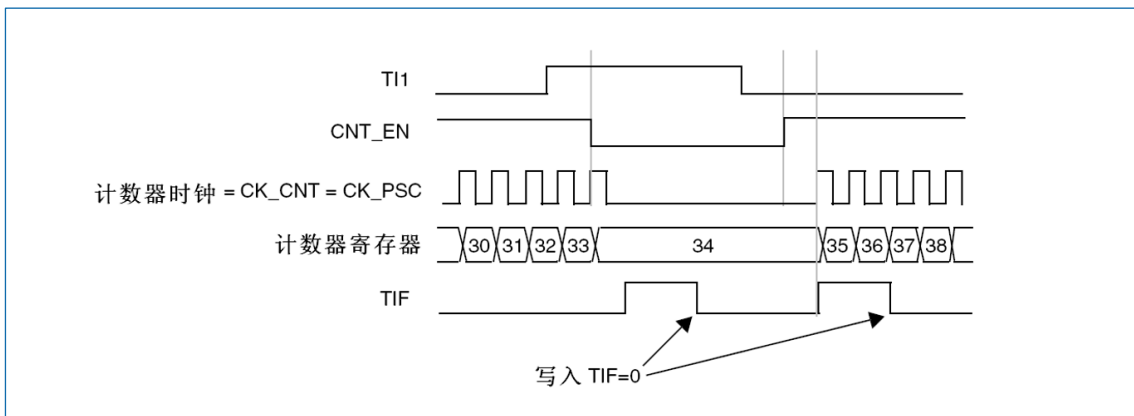 TI1
CNT_EN
计数器时钟 = CK_CNT = CK_PSC
计数器寄存器 30 31 32 33 34 35 36 37 38
TIF
写入 TIF=0